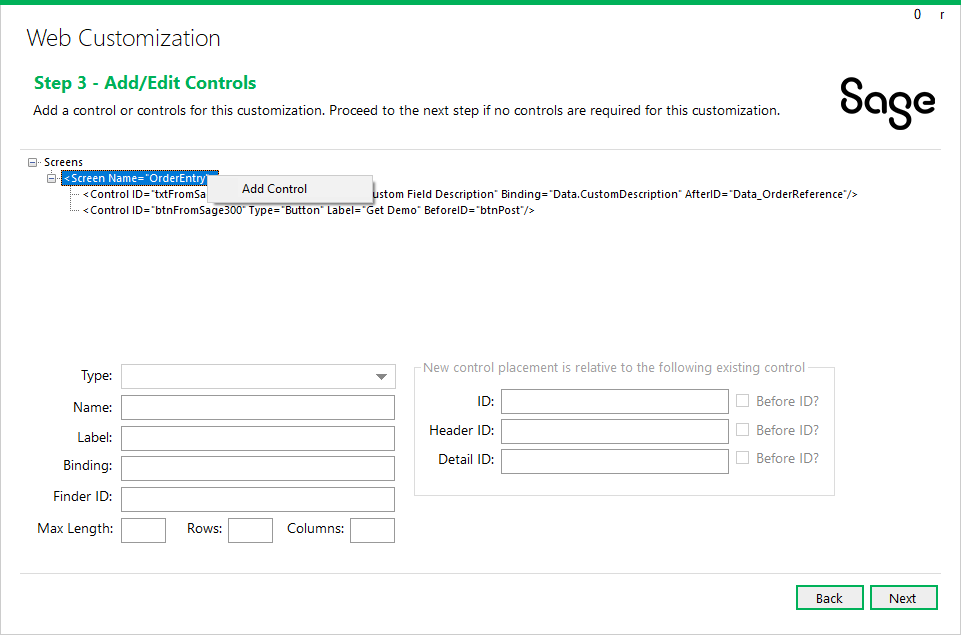 0 r
Web Customization
Step 3 - Add/Edit Controls
Add a control or controls for this customization. Proceed to the next step if no controls are required for this customization.
Sage
Screens
<Screen Name="OrderEntry"
Add Control
<Control ID="txtFromSa ustom Field Description" Binding="Data.CustomDescription" AfterID="Data_OrderReference"/>
<Control ID="btnFromSage300" Type="Button" Label="Get Demo" BeforeID="btnPost"/>
Type:
Name:
Label:
Binding:
Finder ID:
Max Length: Rows: Columns:
New control placement is relative to the following existing control
ID: Before ID?
Header ID: Before ID?
Detail ID: Before ID?
Back Next